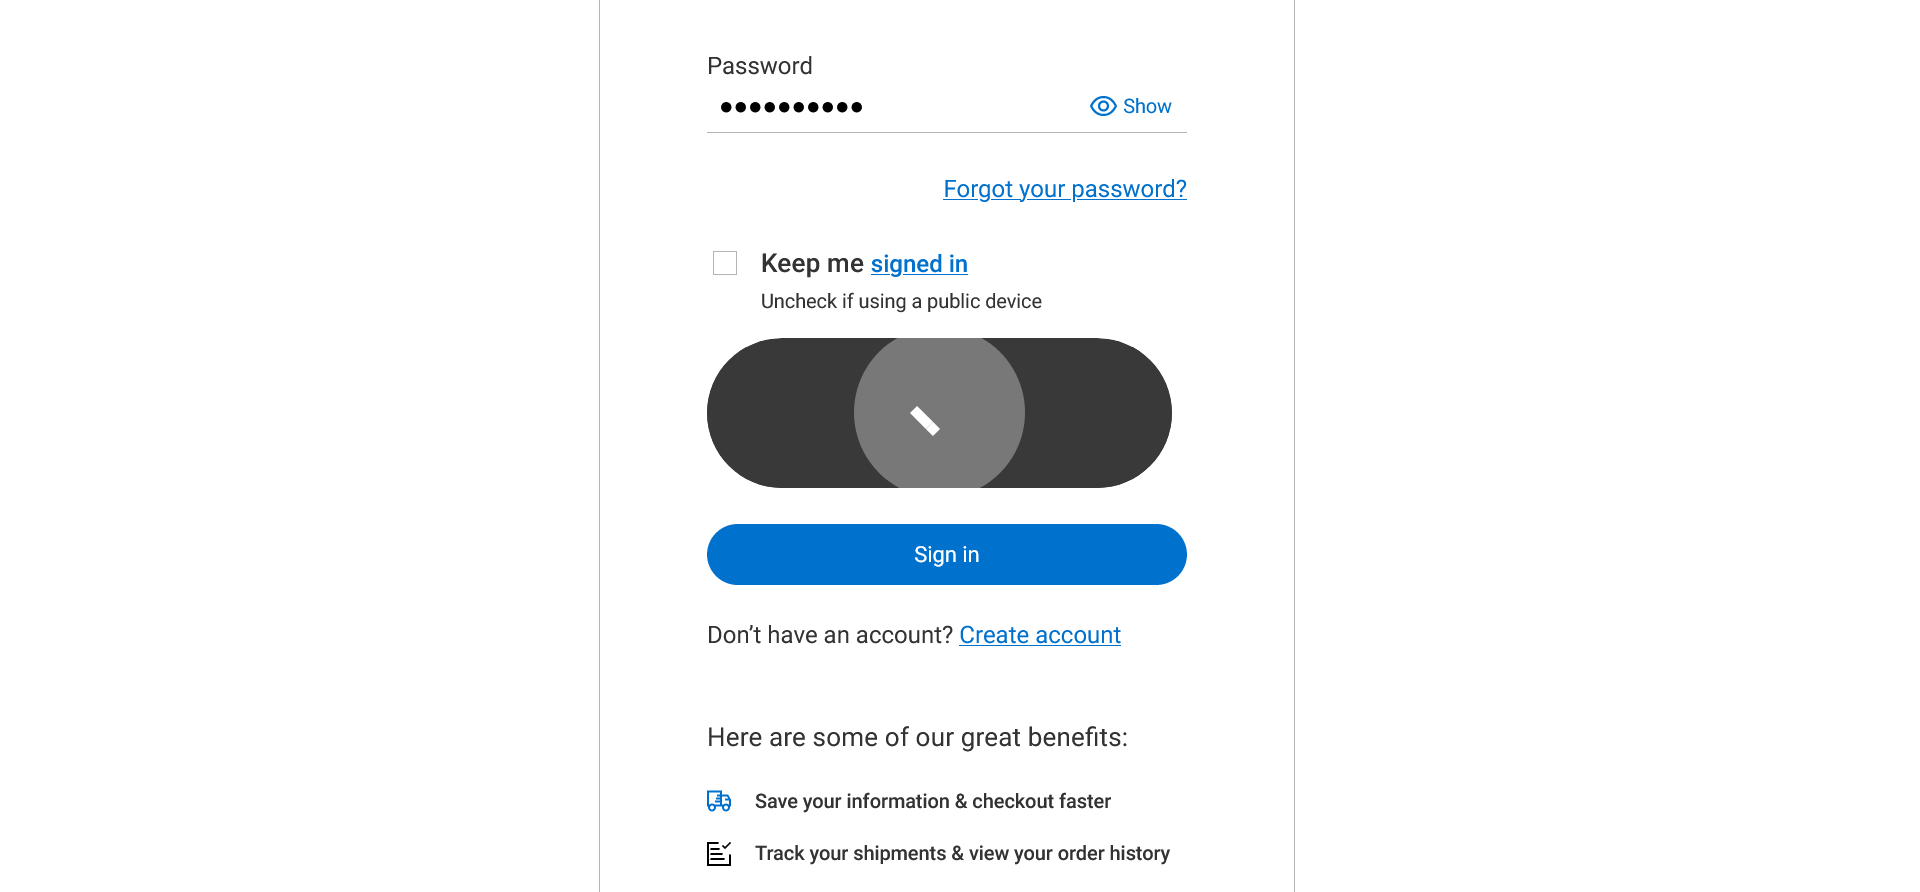 Password
●●●●●●●●●●
Show
Forgot your password?
Keep me signed in
Uncheck if using a public device
Sign in
Don’t have an account? Create account
Here are some of our great benefits:
Save your information & checkout faster
Track your shipments & view your order history